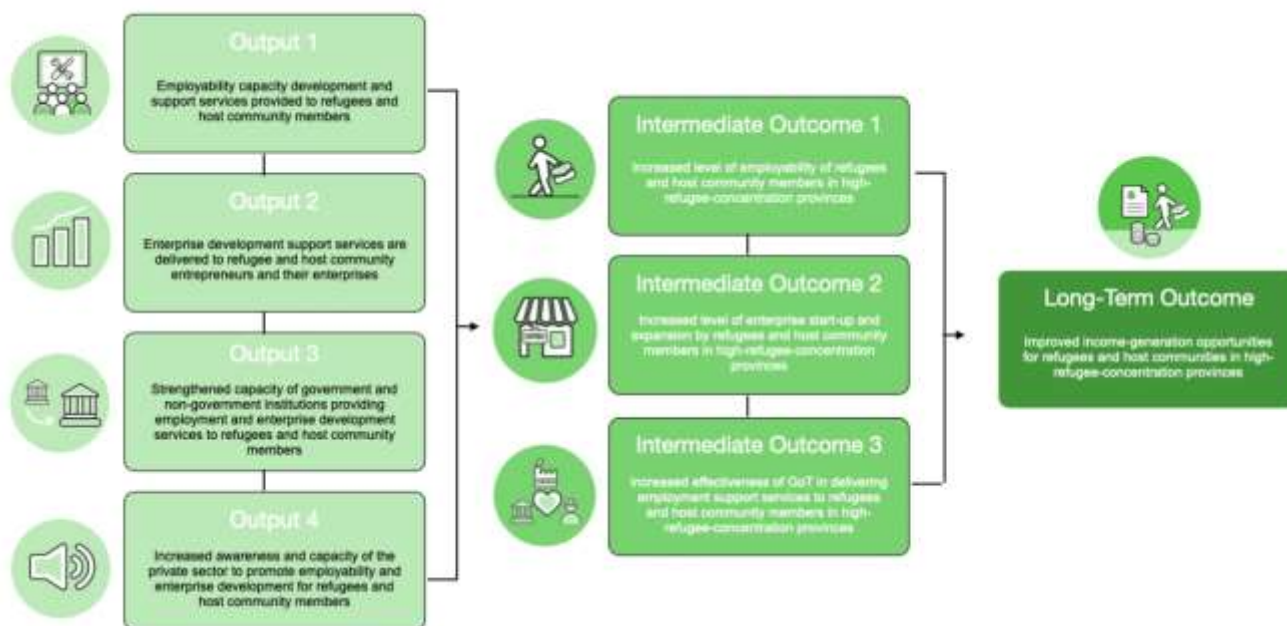 Output 1
Employability capacity development and
support services provided to refugees and
host community members
Output 2
Enterprise development support services are
delivered to refugee and host community
entrepreneurs and their enterprises
Output 3
Strengthened capacity of government and
non-government institutions providing
employment and enterprise development
services to refugees and host community
members
Output 4
Increased awareness and capacity of the
private sector to promote employability and
enterprise development for refugees and
host community members
Intermediate Outcome 1
Increased level of employability of refugees
and host community members in high-
refugee-concentration provinces
Intermediate Outcome 2
Increased level of enterprise start-up and
expansion by refugees and host community
members in high-refugee-concentration
provinces
Intermediate Outcome 3
Increased effectiveness of GoT in delivering
employment support services to refugees
and host community members in high-
refugee-concentration provinces
Long-Term Outcome
Improved income-generation opportunities
for refugees and host communities in high-
refugee-concentration provinces